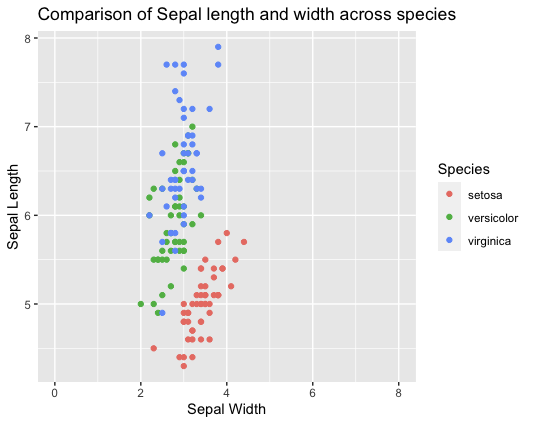 Comparison of Sepal length and width across species
8
7
6
5
Sepal Length
0
2
4
6
8
Sepal Width
Species
setosa
versicolor
virginica